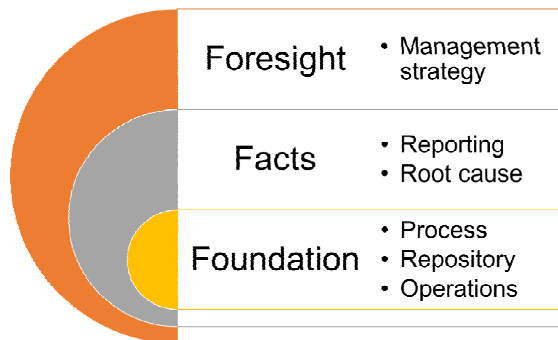 Foresight
• Management
strategy
Facts
• Reporting
• Root cause
Foundation
• Process
• Repository
• Operations